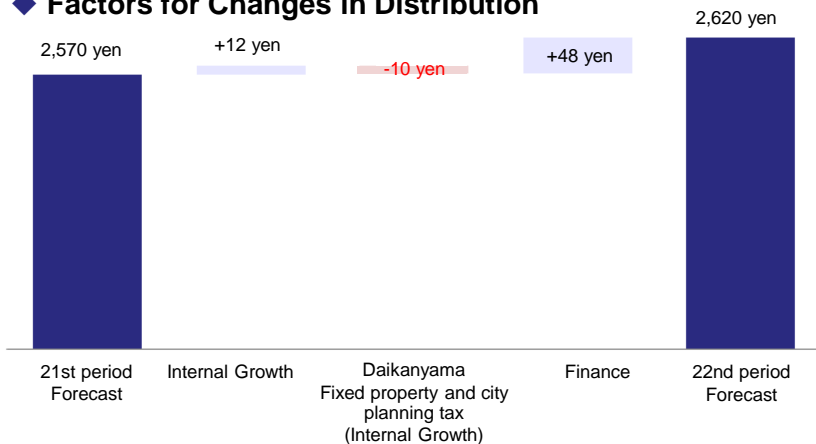 ◆ Factors for Changes in Distribution
2,570 yen
+12 yen
-10 yen
+48 yen
2,620 yen
21st period
Forecast
Internal Growth
Daikanyama
Fixed property and city
planning tax
(Internal Growth)
Finance
22nd period
Forecast